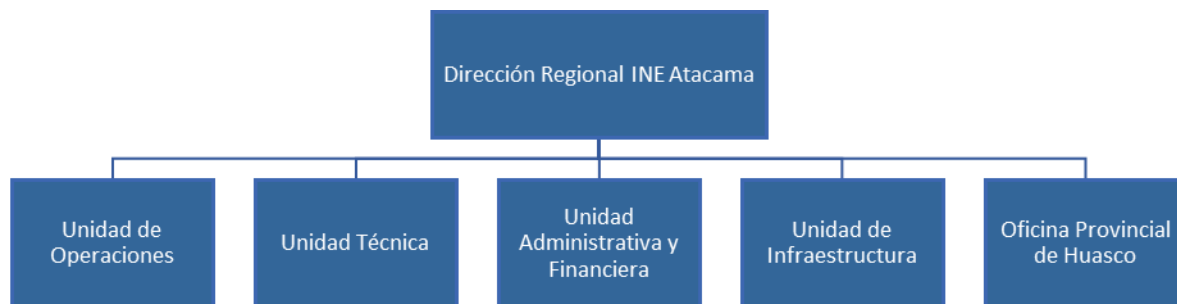 Dirección Regional INE Atacama
Unidad de
Operaciones
Unidad Técnica
Unidad
Administrativa y
Financiera
Unidad de
Infraestructura
Oficina Provincial
de Huasco